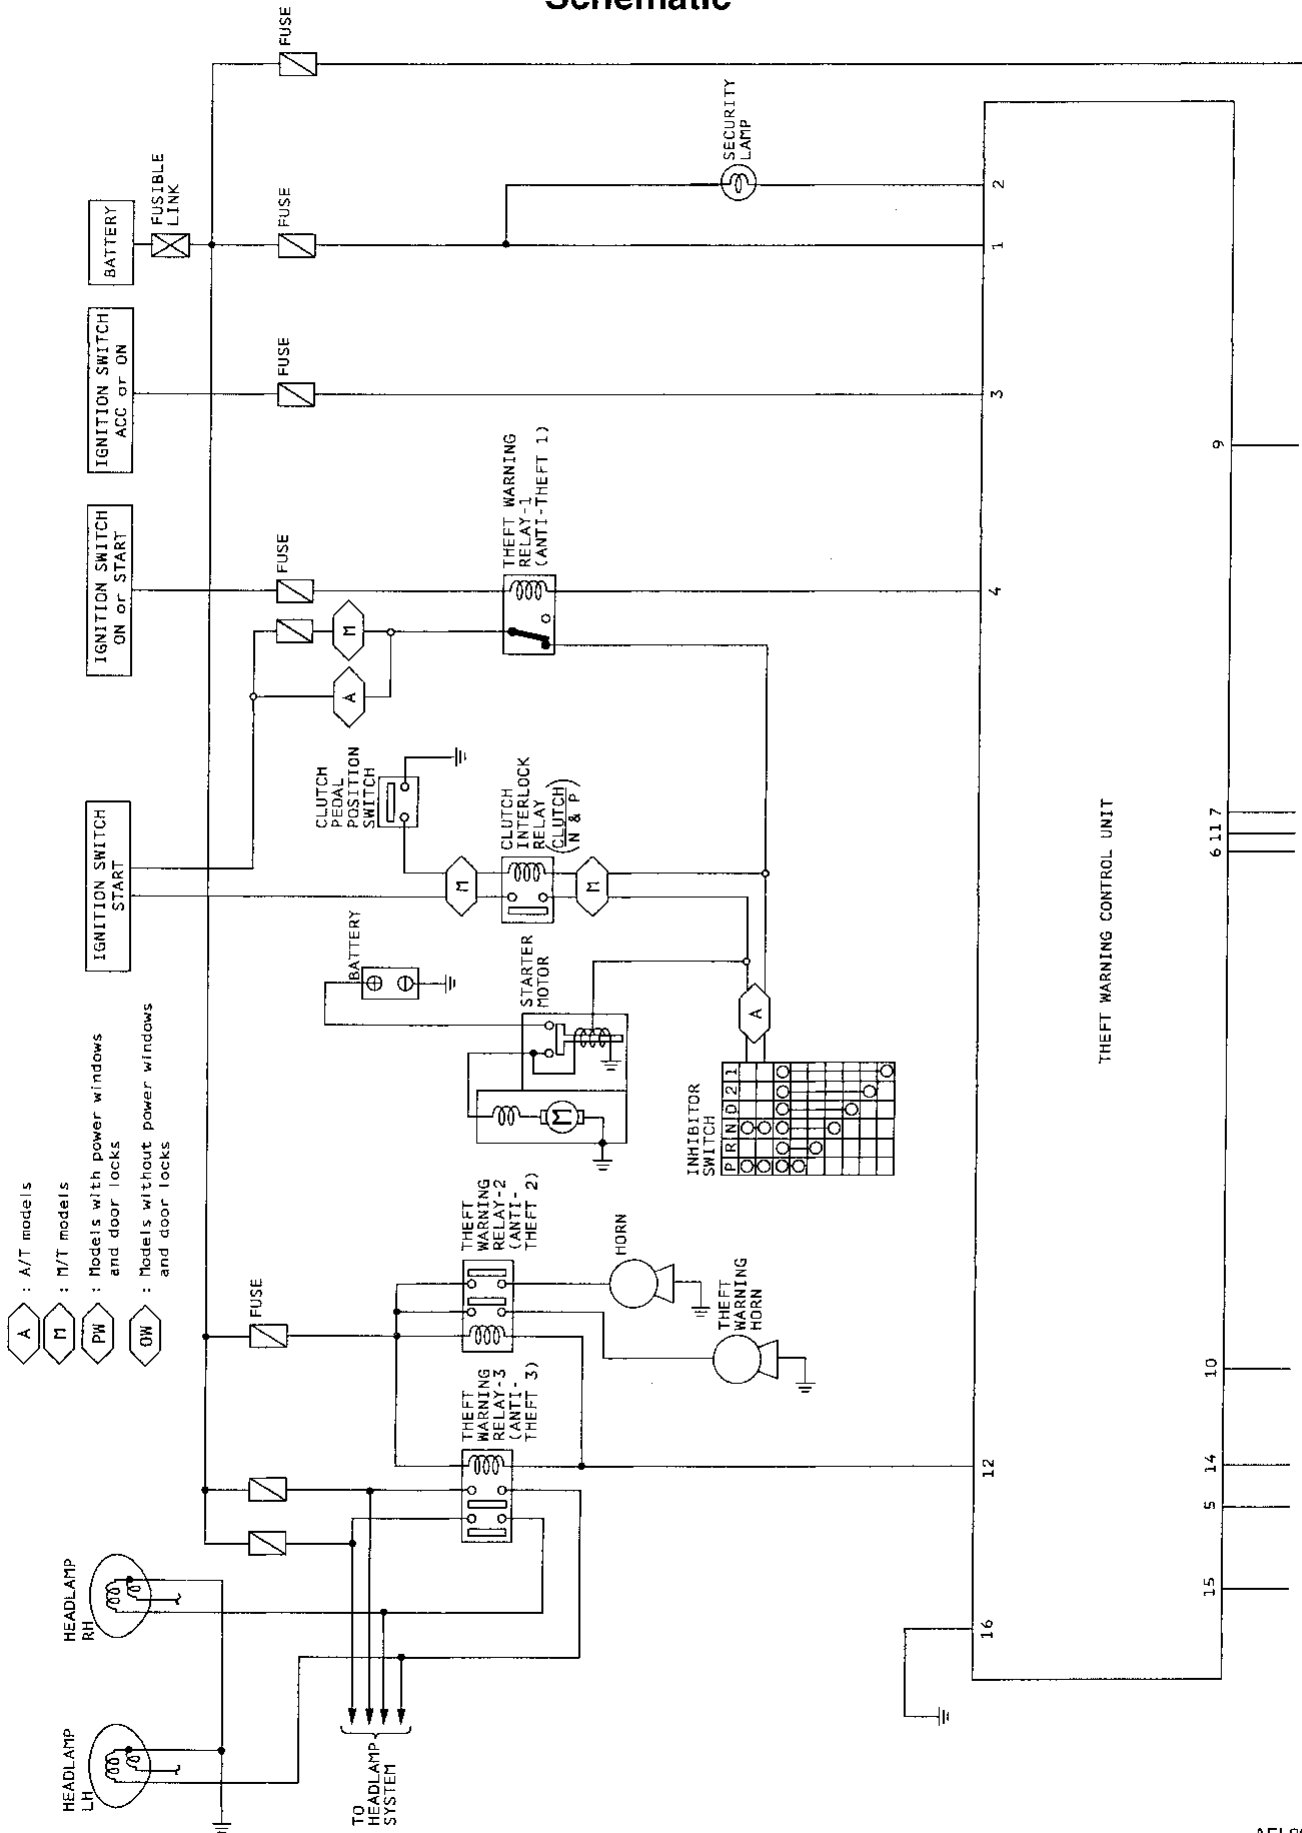 Schematic
A : A/T models
M : M/T models
PW : Models with power windows
and door locks
OW : Models without power windows
and door locks
HEADLAMP
LH
HEADLAMP
RH
IGNITION SWITCH
START
IGNITION SWITCH
ON or START
IGNITION SWITCH
ACC or ON
BATTERY
FUSIBLE
LINK
FUSE
FUSE
FUSE
FUSE
FUSE
TO
HEADLAMP
SYSTEM
M
A
CLUTCH
PEDAL
POSITION
SWITCH
BATTERY
THEFT
WARNING
RELAY-3
(ANTI-
THEFT 3)
THEFT
WARNING
RELAY-2
(ANTI-
THEFT 2)
STARTER
MOTOR
M
M
M
CLUTCH
INTERLOCK
RELAY
(CLUTCH
N & P)
THEFT WARNING
RELAY-1
(ANTI-THEFT 1)
HORN
THEFT
WARNING
HORN
INHIBITOR
SWITCH
P R N D 2 1
A
SECURITY
LAMP
16
12
4
3
1
2
THEFT WARNING CONTROL UNIT
15
5
14
10
6 11 7
9